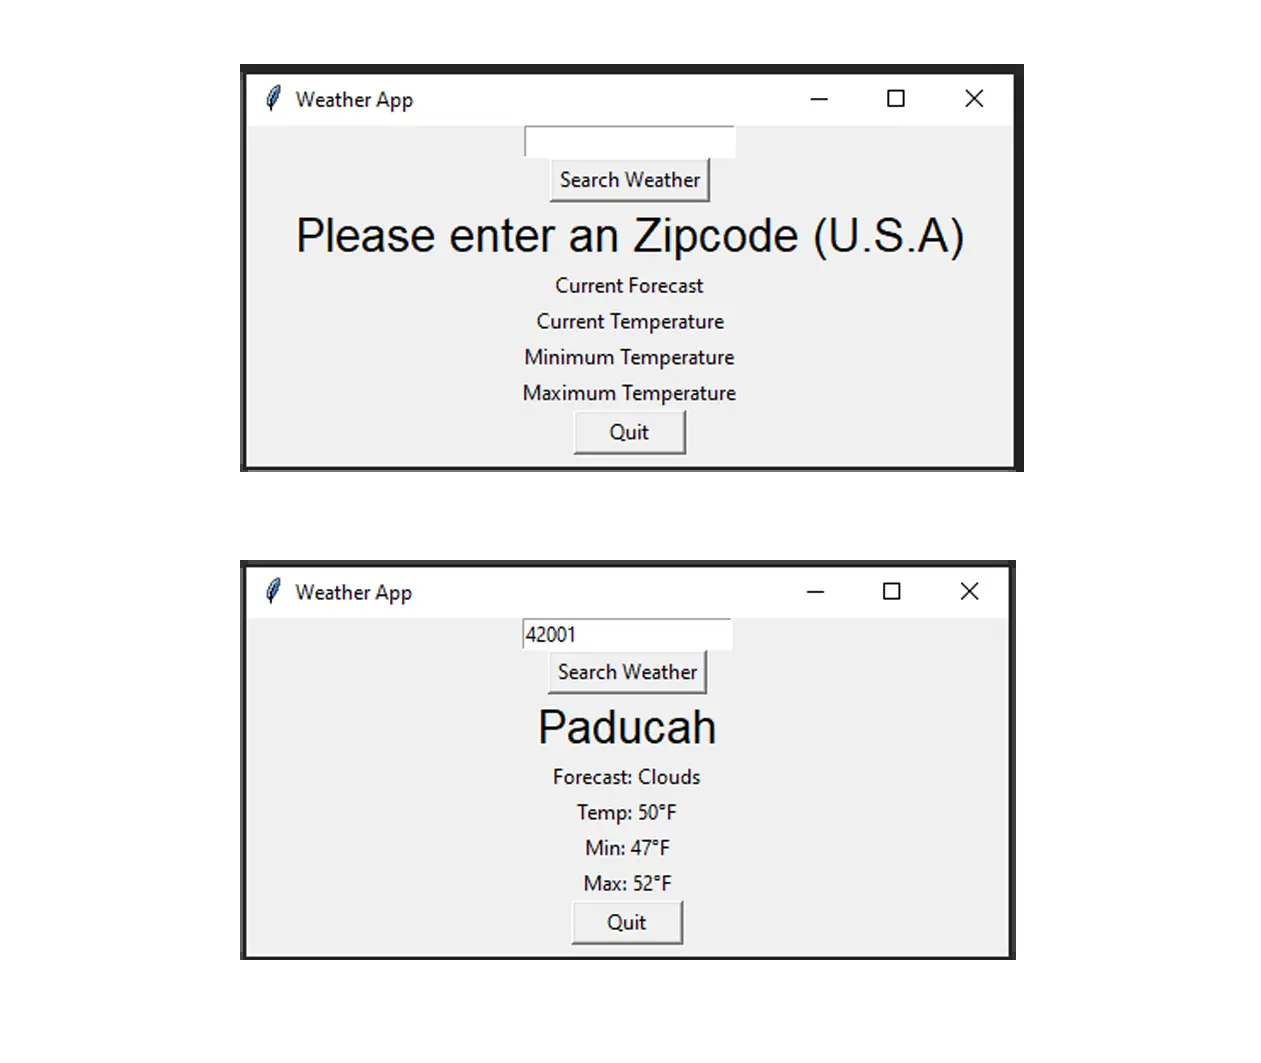 Weather App
Search Weather
Please enter an Zipcode (U.S.A)
Current Forecast
Current Temperature
Minimum Temperature
Maximum Temperature
Quit
Weather App
42001
Search Weather
Paducah
Forecast: Clouds
Temp: 50°F
Min: 47°F
Max: 52°F
Quit